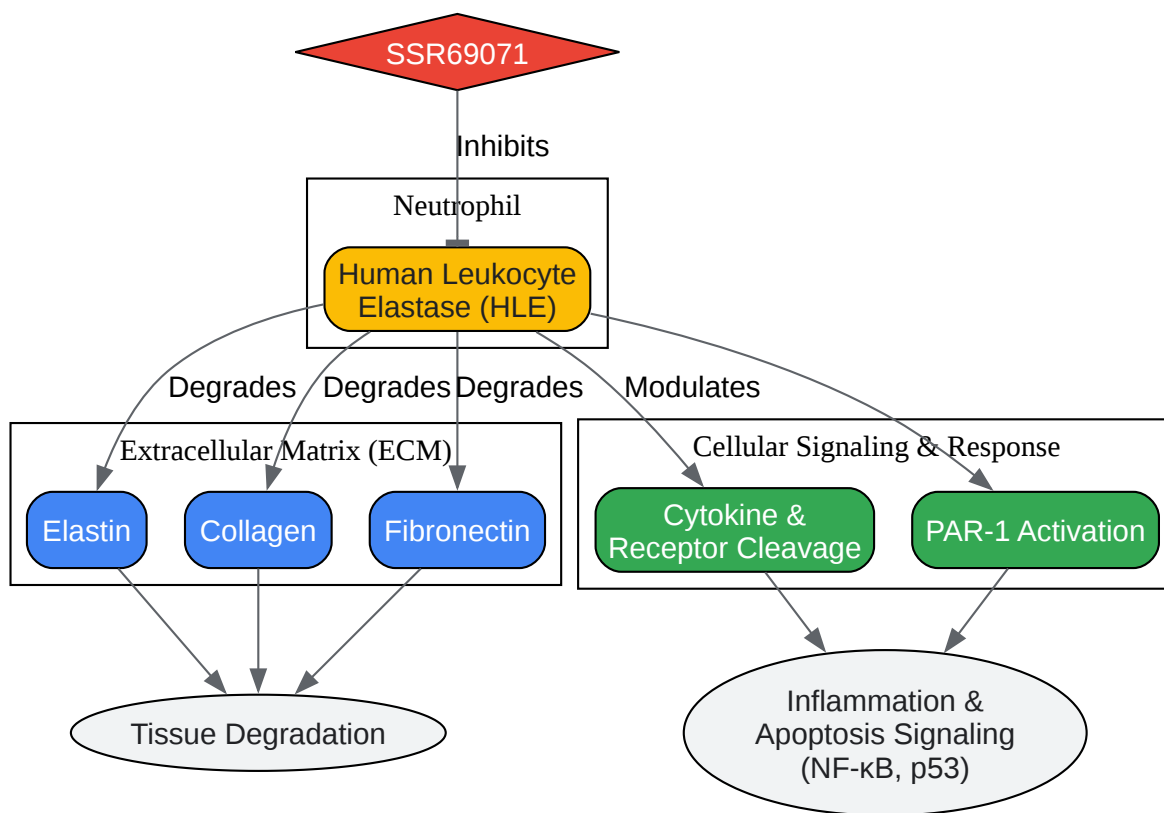 SSR69071
Inhibits
Neutrophil
Human Leukocyte
Elastase (HLE)
Degrades
Degrades
Degrades
Modulates
Extracellular Matrix (ECM)
Cellular Signaling & Response
Elastin
Collagen
Fibronectin
Cytokine &
Receptor Cleavage
PAR-1 Activation
Tissue Degradation
Inflammation &
Apoptosis Signaling
(NF-κB, p53)